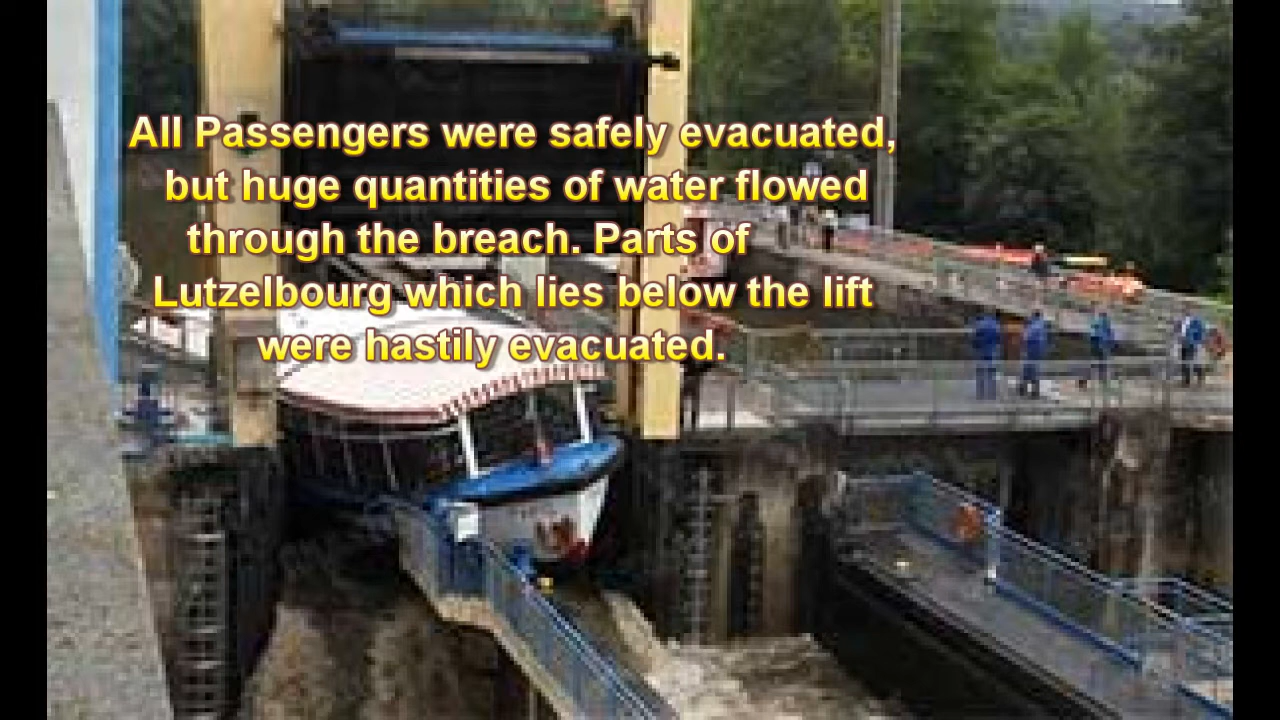 All Passengers were safely evacuated,
but huge quantities of water flowed
through the breach. Parts of
Lutzelbourg which lies below the lift
were hastily evacuated.